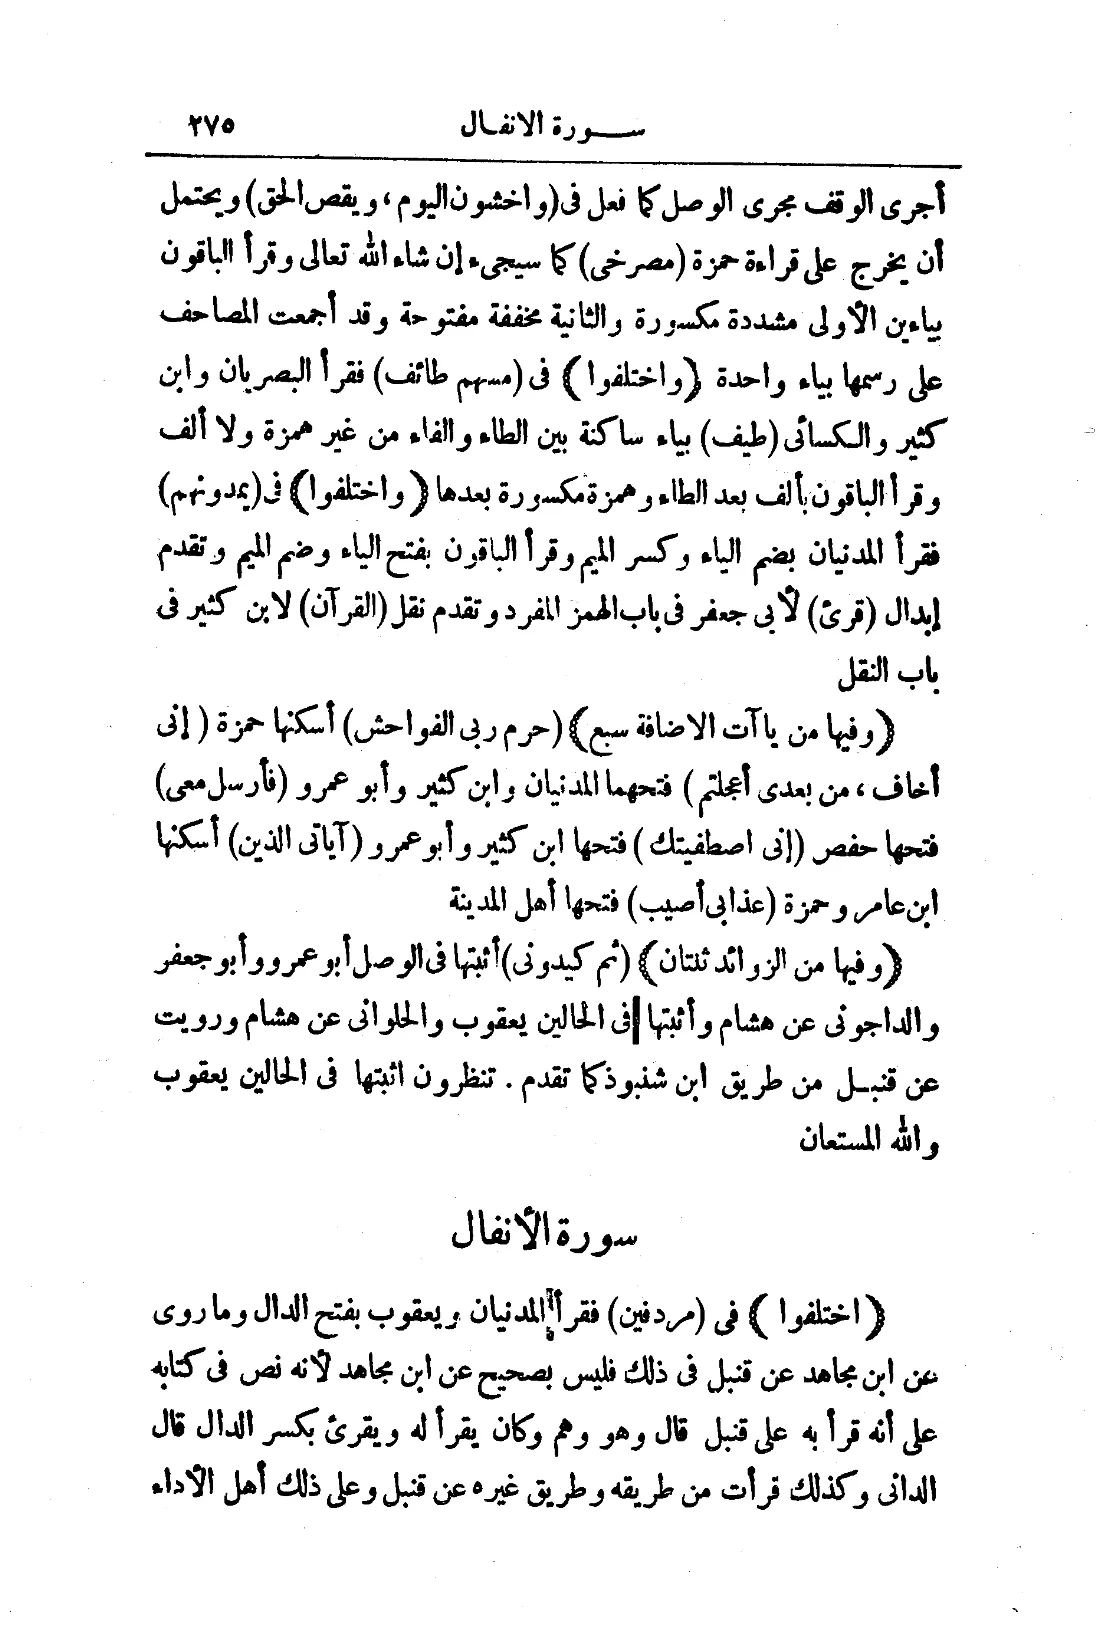 سورة الانفال ٢٧٥
أجرى الوقف مجرى الوصل كما فعل فى (واخشون اليوم، ويقص الحق) ويحتمل
أن يخرج على قراءة حمزة (مصرخى) كما سيجىء إن شاء الله تعالى وقرأ الباقون
بياءين الأولى مشددة مكسورة والثانية مخففة مفتوحة وقد أجمعت المصاحف
على رسمها بياء واحدة (واختلفوا) فى (مسهم طائف) فقرأ البصريان وابن
كثير والكسائى (طيف) بياء ساكنة بين الطاء والفاء من غير همزة ولا ألف
وقرأ الباقون بألف بعد الطاء وهمزة مكسورة بعدها (واختلفوا) فى (يمدونهم)
فقرأ المدنيان بضم الياء وكسر الميم وقرأ الباقون بفتح الياء وضم الميم وتقدم
إبدال (قرئ) لأبى جعفر فى باب الهمز المفرد وتقدم نقل (القرآن) لابن كثير فى
باب النقل
(وفيها من ياآت الاضافة سبع) (حرم ربى الفواحش) أسكنها حمزة (إنى
أخاف، من بعدى أعجلتم) فتحهما المدنيان وابن كثير وأبو عمرو (فأرسل معى)
فتحها حفص (إنى اصطفيتك) فتحها ابن كثير وأبو عمرو (آياتى الذين) أسكنها
ابن عامر وحمزة (عذابى أصيب) فتحها أهل المدينة
(وفيها من الزوائد ثنتان) (ثم كيدونى) أثبتها فى الوصل أبو عمرو وأبو جعفر
والداجونى عن هشام وأثبتها فى الحالين يعقوب والحلوانى عن هشام ورويت
عن قنبل من طريق ابن شنبوذ كما تقدم . تنظرون اثبتها فى الحالين يعقوب
والله المستعان
سورة الأنفال
(اختلفوا) فى (مردفين) فقرأ المدنيان ويعقوب بفتح الدال وما روى
عن ابن مجاهد عن قنبل فى ذلك فليس بصحيح عن ابن مجاهد لأنه نص فى كتابه
على أنه قرأ به على قنبل قال وهو وهم وكان يقرأ له ويقرئ بكسر الدال قال
الدانى وكذلك قرأت من طريقه وطريق غيره عن قنبل وعلى ذلك أهل الأداء